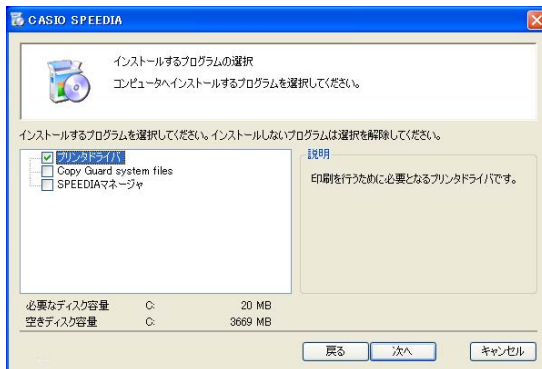 CASIO SPEEDIA
インストールするプログラムの選択
コンピュータへインストールするプログラムを選択してください。
インストールするプログラムを選択してください。インストールしないプログラムは選択を解除してください。
プリンタドライバ
Copy Guard system files
SPEEDIAマネージャ
説明
印刷を行うために必要となるプリンタドライバです。
必要なディスク容量 C: 20 MB
空きディスク容量 C: 3669 MB
戻る 次へ キャンセル